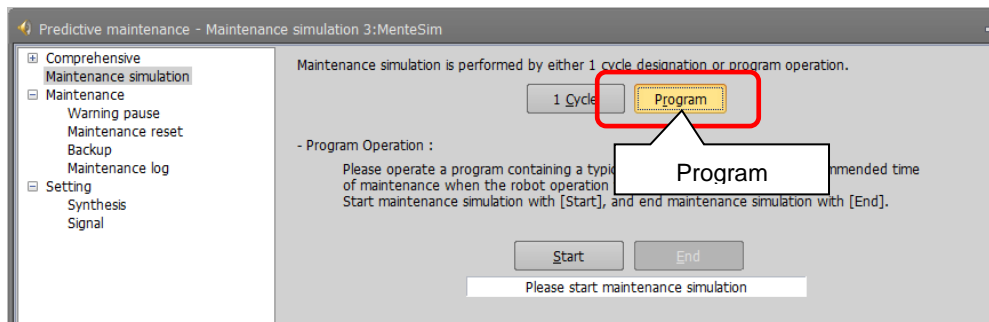 Predictive maintenance - Maintenance simulation 3:MenteSim
Comprehensive
Maintenance simulation
Maintenance
Warning pause
Maintenance reset
Backup
Maintenance log
Setting
Synthesis
Signal
Maintenance simulation is performed by either 1 cycle designation or program operation.
1 Cycle
Program
- Program Operation :
Please operate a program containing a time
of maintenance when the robot operation
Start maintenance simulation with [Start], and end maintenance simulation with [End].
Program
Start
End
Please start maintenance simulation